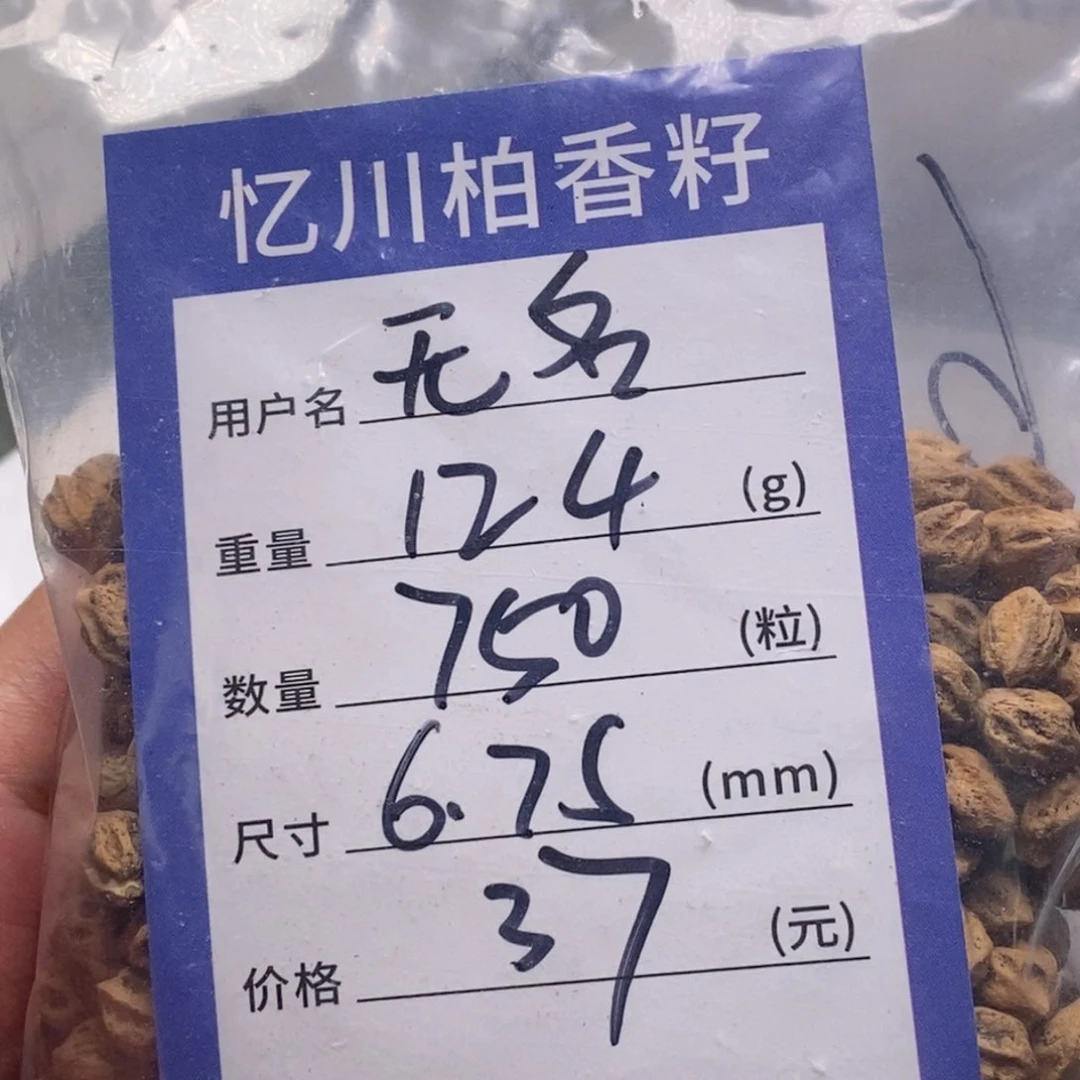 忆川柏香籽
用户名 无名
重量 124 (g)
数量 750 (粒)
尺寸 6.75 (mm)
价格 37 (元)